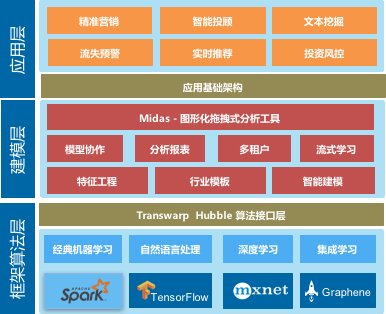 应用层
精准营销 智能投顾 文本挖掘
流失预警 实时推荐 投资风控
应用基础架构
建模层
Midas - 图形化拖拽式分析工具
模型协作 分析报表 多租户 流式学习
特征工程 行业模板 智能建模
Transwarp Hubble 算法接口层
框架算法层
经典机器学习 自然语言处理 深度学习 集成学习
APACHE Spark TensorFlow mxnet Graphene